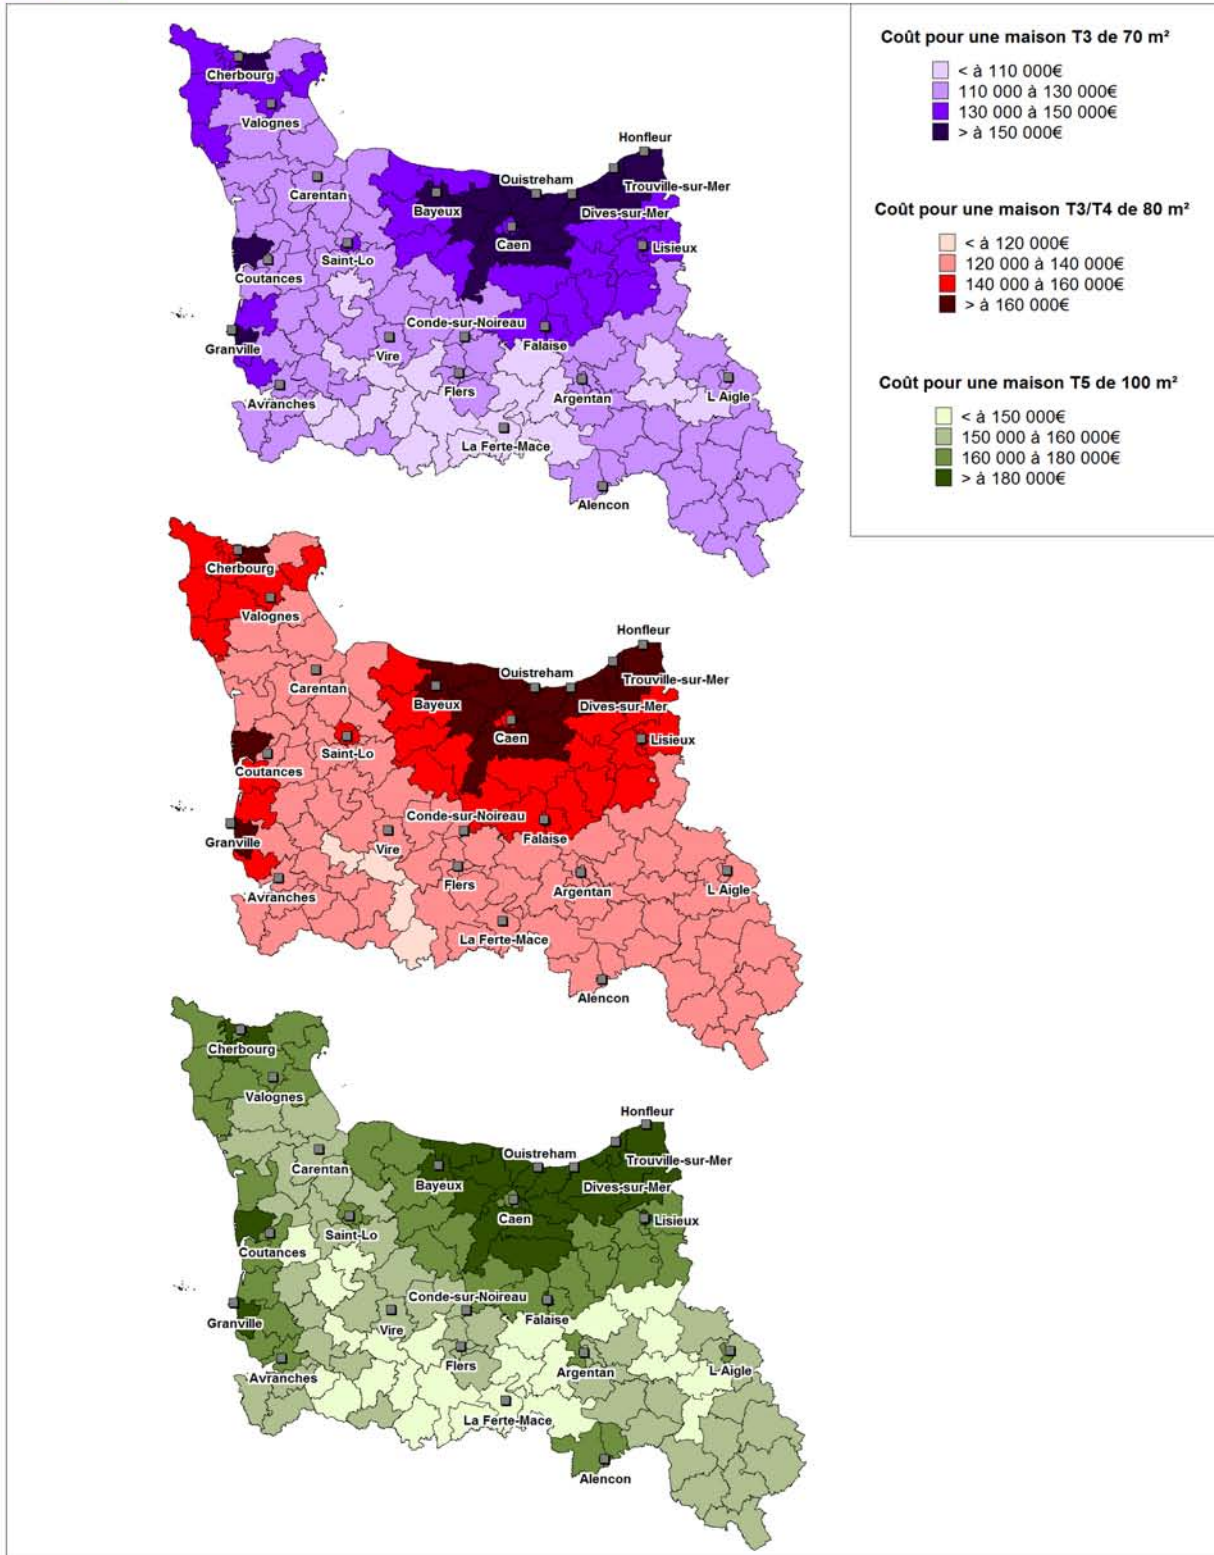 Coût pour une maison T3 de 70 m²
< à 110 000€
110 000 à 130 000€
130 000 à 150 000€
> à 150 000€
Coût pour une maison T3/T4 de 80 m²
< à 120 000€
120 000 à 140 000€
140 000 à 160 000€
> à 160 000€
Coût pour une maison T5 de 100 m²
< à 150 000€
150 000 à 160 000€
160 000 à 180 000€
> à 180 000€
Cherbourg
Valognes
Honfleur
Carentan
Ouistreham
Trouville-sur-Mer
Bayeux
Dives-sur-Mer
Caen
Lisieux
Saint-Lo
Coutances
Conde-sur-Noireau
Falaise
Granville
Vire
Flers
Argentan
L Aigle
Avranches
La Ferte-Mace
Alencon
Cherbourg
Valognes
Honfleur
Carentan
Ouistreham
Trouville-sur-Mer
Bayeux
Dives-sur-Mer
Caen
Lisieux
Saint-Lo
Coutances
Conde-sur-Noireau
Falaise
Granville
Vire
Flers
Argentan
L Aigle
Avranches
La Ferte-Mace
Alencon
Cherbourg
Valognes
Honfleur
Carentan
Ouistreham
Trouville-sur-Mer
Bayeux
Dives-sur-Mer
Caen
Lisieux
Saint-Lo
Coutances
Conde-sur-Noireau
Falaise
Granville
Vire
Flers
Argentan
L Aigle
Avranches
La Ferte-Mace
Alencon